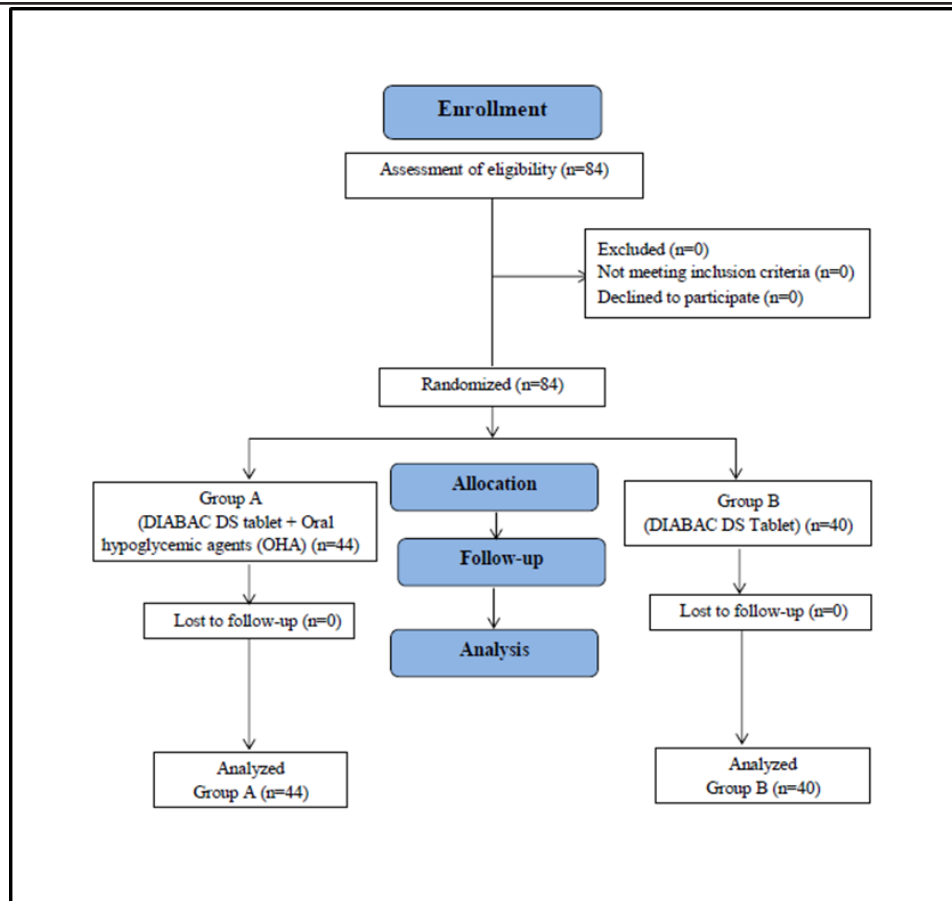 Enrollment
Assessment of eligibility (n=84)
Excluded (n=0)
Not meeting inclusion criteria (n=0)
Declined to participate (n=0)
Randomized (n=84)
Group A
(DIABAC DS tablet + Oral
hypoglycemic agents (OHA) (n=44)
Allocation
Group B
(DIABAC DS Tablet) (n=40)
Follow-up
Lost to follow-up (n=0)
Lost to follow-up (n=0)
Analysis
Analyzed
Group A (n=44)
Analyzed
Group B (n=40)